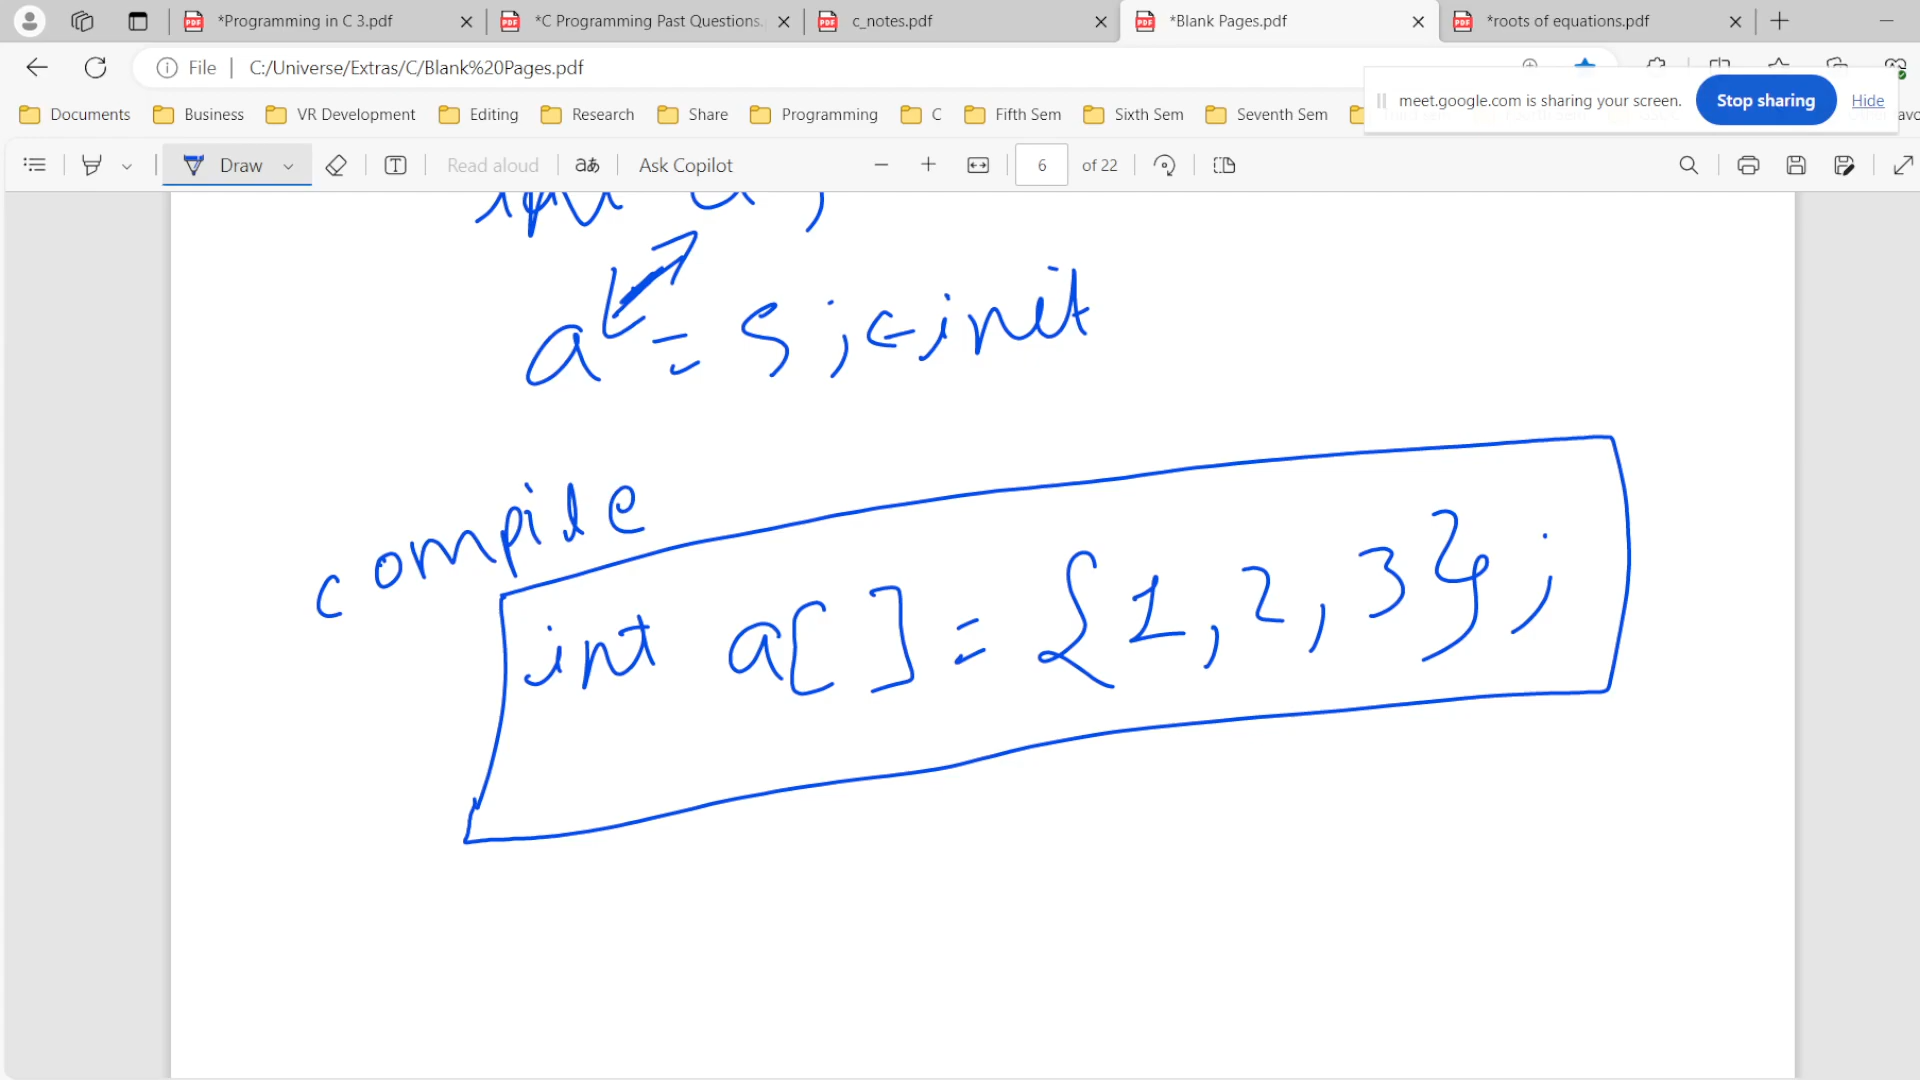 *Programming in C 3.pdf
*C Programming Past Questions.
c_notes.pdf
*Blank Pages.pdf
*roots of equations.pdf
File | C:/Universe/Extras/C/Blank%20Pages.pdf
meet.google.com is sharing your screen.
Stop sharing
Hide
Documents
Business
VR Development
Editing
Research
Share
Programming
C
Fifth Sem
Sixth Sem
Seventh Sem
Draw
Read aloud
Ask Copilot
6
of 22
a = 5 ; ← init
compile
int a[ ] = {1, 2, 3} ;